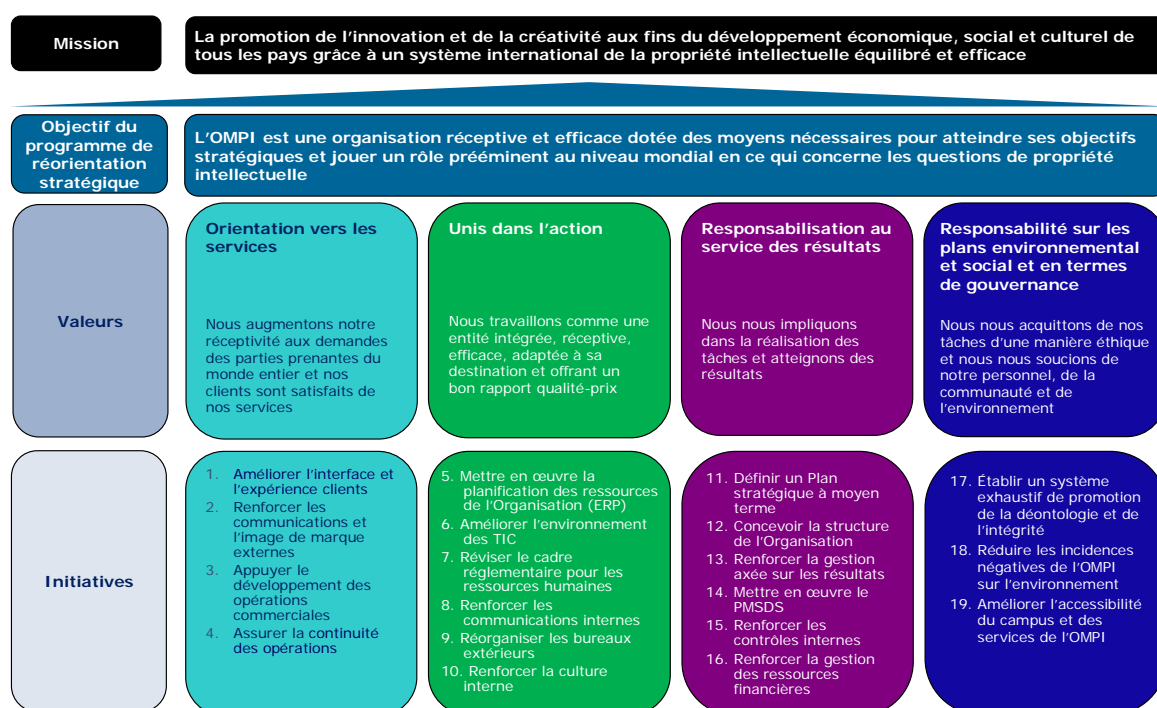 Mission
La promotion de l'innovation et de la créativité aux fins du développement économique, social et culturel de
tous les pays grâce à un système international de la propriété intellectuelle équilibré et efficace
Objectif du
programme de
réorientation
stratégique
L'OMPI est une organisation réceptive et efficace dotée des moyens nécessaires pour atteindre ses objectifs
stratégiques et jouer un rôle prééminent au niveau mondial en ce qui concerne les questions de propriété
intellectuelle
Valeurs
Orientation vers les
services
Nous augmentons notre
réceptivité aux demandes
des parties prenantes du
monde entier et nos
clients sont satisfaits de
nos services
Unis dans l'action
Nous travaillons comme une
entité intégrée, réceptive,
efficace, adaptée à sa
destination et offrant un
bon rapport qualité-prix
Responsabilisation au
service des résultats
Nous nous impliquons
dans la réalisation des
tâches et atteignons des
résultats
Responsabilité sur les
plans environnemental
et social et en termes
de gouvernance
Nous nous acquittons de nos
tâches d'une manière éthique
et nous nous soucions de
notre personnel, de la
communauté et de
l'environnement
Initiatives
1. Améliorer l'interface et
l'expérience clients
2. Renforcer les
communications et
l'image de marque
externes
3. Appuyer le
développement des
opérations
commerciales
4. Assurer la continuité
des opérations
5. Mettre en œuvre la
planification des ressources
de l'Organisation (ERP)
6. Améliorer l'environnement
des TIC
7. Réviser le cadre
réglementaire pour les
ressources humaines
8. Renforcer les
communications internes
9. Réorganiser les bureaux
extérieurs
10. Renforcer la culture
interne
11. Définir un Plan
stratégique à moyen
terme
12. Concevoir la structure
de l'Organisation
13. Renforcer la gestion
axée sur les résultats
14. Mettre en œuvre le
PMSDS
15. Renforcer les
contrôles internes
16. Renforcer la gestion
des ressources
financières
17. Établir un système
exhaustif de promotion
de la déontologie et de
l'intégrité
18. Réduire les incidences
négatives de l'OMPI
sur l'environnement
19. Améliorer l'accessibilité
du campus et des
services de l'OMPI